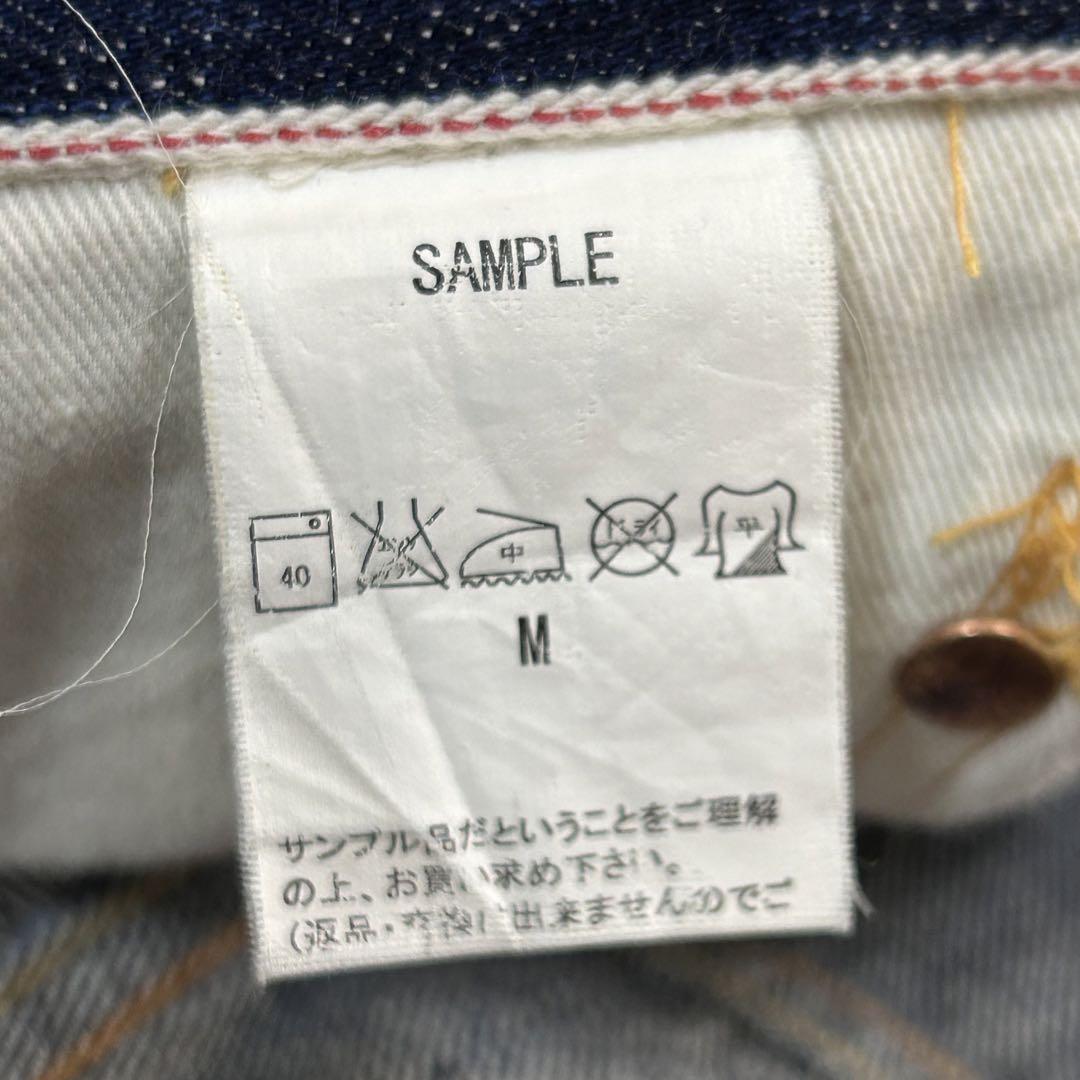 SAMPLE
40 中 平
M
サンプル品だということをご理解
の上、お買い求め下さい。
(返品・交換に出来ませんのでご